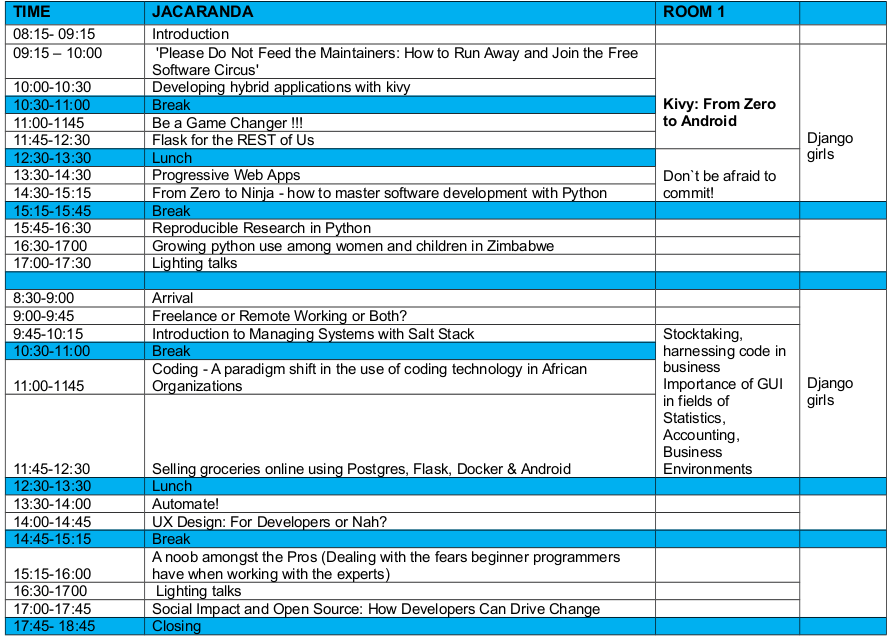 TIME JACARANDA ROOM 1
08:15- 09:15 Introduction
09:15 – 10:00 'Please Do Not Feed the Maintainers: How to Run Away and Join the Free
Software Circus'
10:00-10:30 Developing hybrid applications with kivy
10:30-11:00 Break
11:00-1145 Be a Game Changer !!!
11:45-12:30 Flask for the REST of Us
Kivy: From Zero
to Android
12:30-13:30 Lunch
13:30-14:30 Progressive Web Apps
14:30-15:15 From Zero to Ninja - how to master software development with Python
Don`t be afraid to
commit!
Django
girls
15:15-15:45 Break
15:45-16:30 Reproducible Research in Python
16:30-1700 Growing python use among women and children in Zimbabwe
17:00-17:30 Lighting talks
8:30-9:00 Arrival
9:00-9:45 Freelance or Remote Working or Both?
9:45-10:15 Introduction to Managing Systems with Salt Stack
10:30-11:00 Break
11:00-1145 Coding - A paradigm shift in the use of coding technology in African
Organizations
11:45-12:30 Selling groceries online using Postgres, Flask, Docker & Android
Stocktaking,
harnessing code in
business
Importance of GUI
in fields of
Statistics,
Accounting,
Business
Environments
Django
girls
12:30-13:30 Lunch
13:30-14:00 Automate!
14:00-14:45 UX Design: For Developers or Nah?
14:45-15:15 Break
15:15-16:00 A noob amongst the Pros (Dealing with the fears beginner programmers
have when working with the experts)
16:30-1700 Lighting talks
17:00-17:45 Social Impact and Open Source: How Developers Can Drive Change
17:45- 18:45 Closing